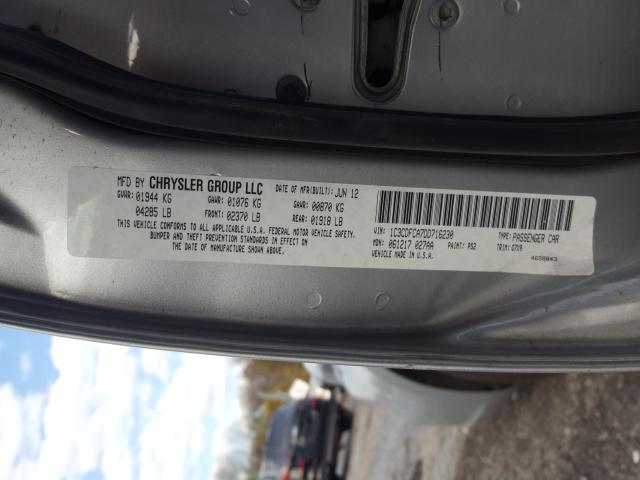 MFD BY CHRYSLER GROUP LLC DATE OF MFR(BUILT): JUN 12
GVWR: 01944 KG GAWR: 01076 KG GAWR: 00870 KG
04285 LB FRONT: 02370 LB REAR: 01918 LB
THIS VEHICLE CONFORMS TO ALL APPLICABLE U.S.A. FEDERAL MOTOR VEHICLE SAFETY,
BUMPER AND THEFT PREVENTION STANDARDS IN EFFECT ON
THE DATE OF MANUFACTURE SHOWN ABOVE.
VIN: 1C3CDFCA7DD716230 TYPE: PASSENGER CAR
MDH: 061217 027AA PAINT: PS2 TRIM:
VEHICLE MADE IN U.S.A. 4658843